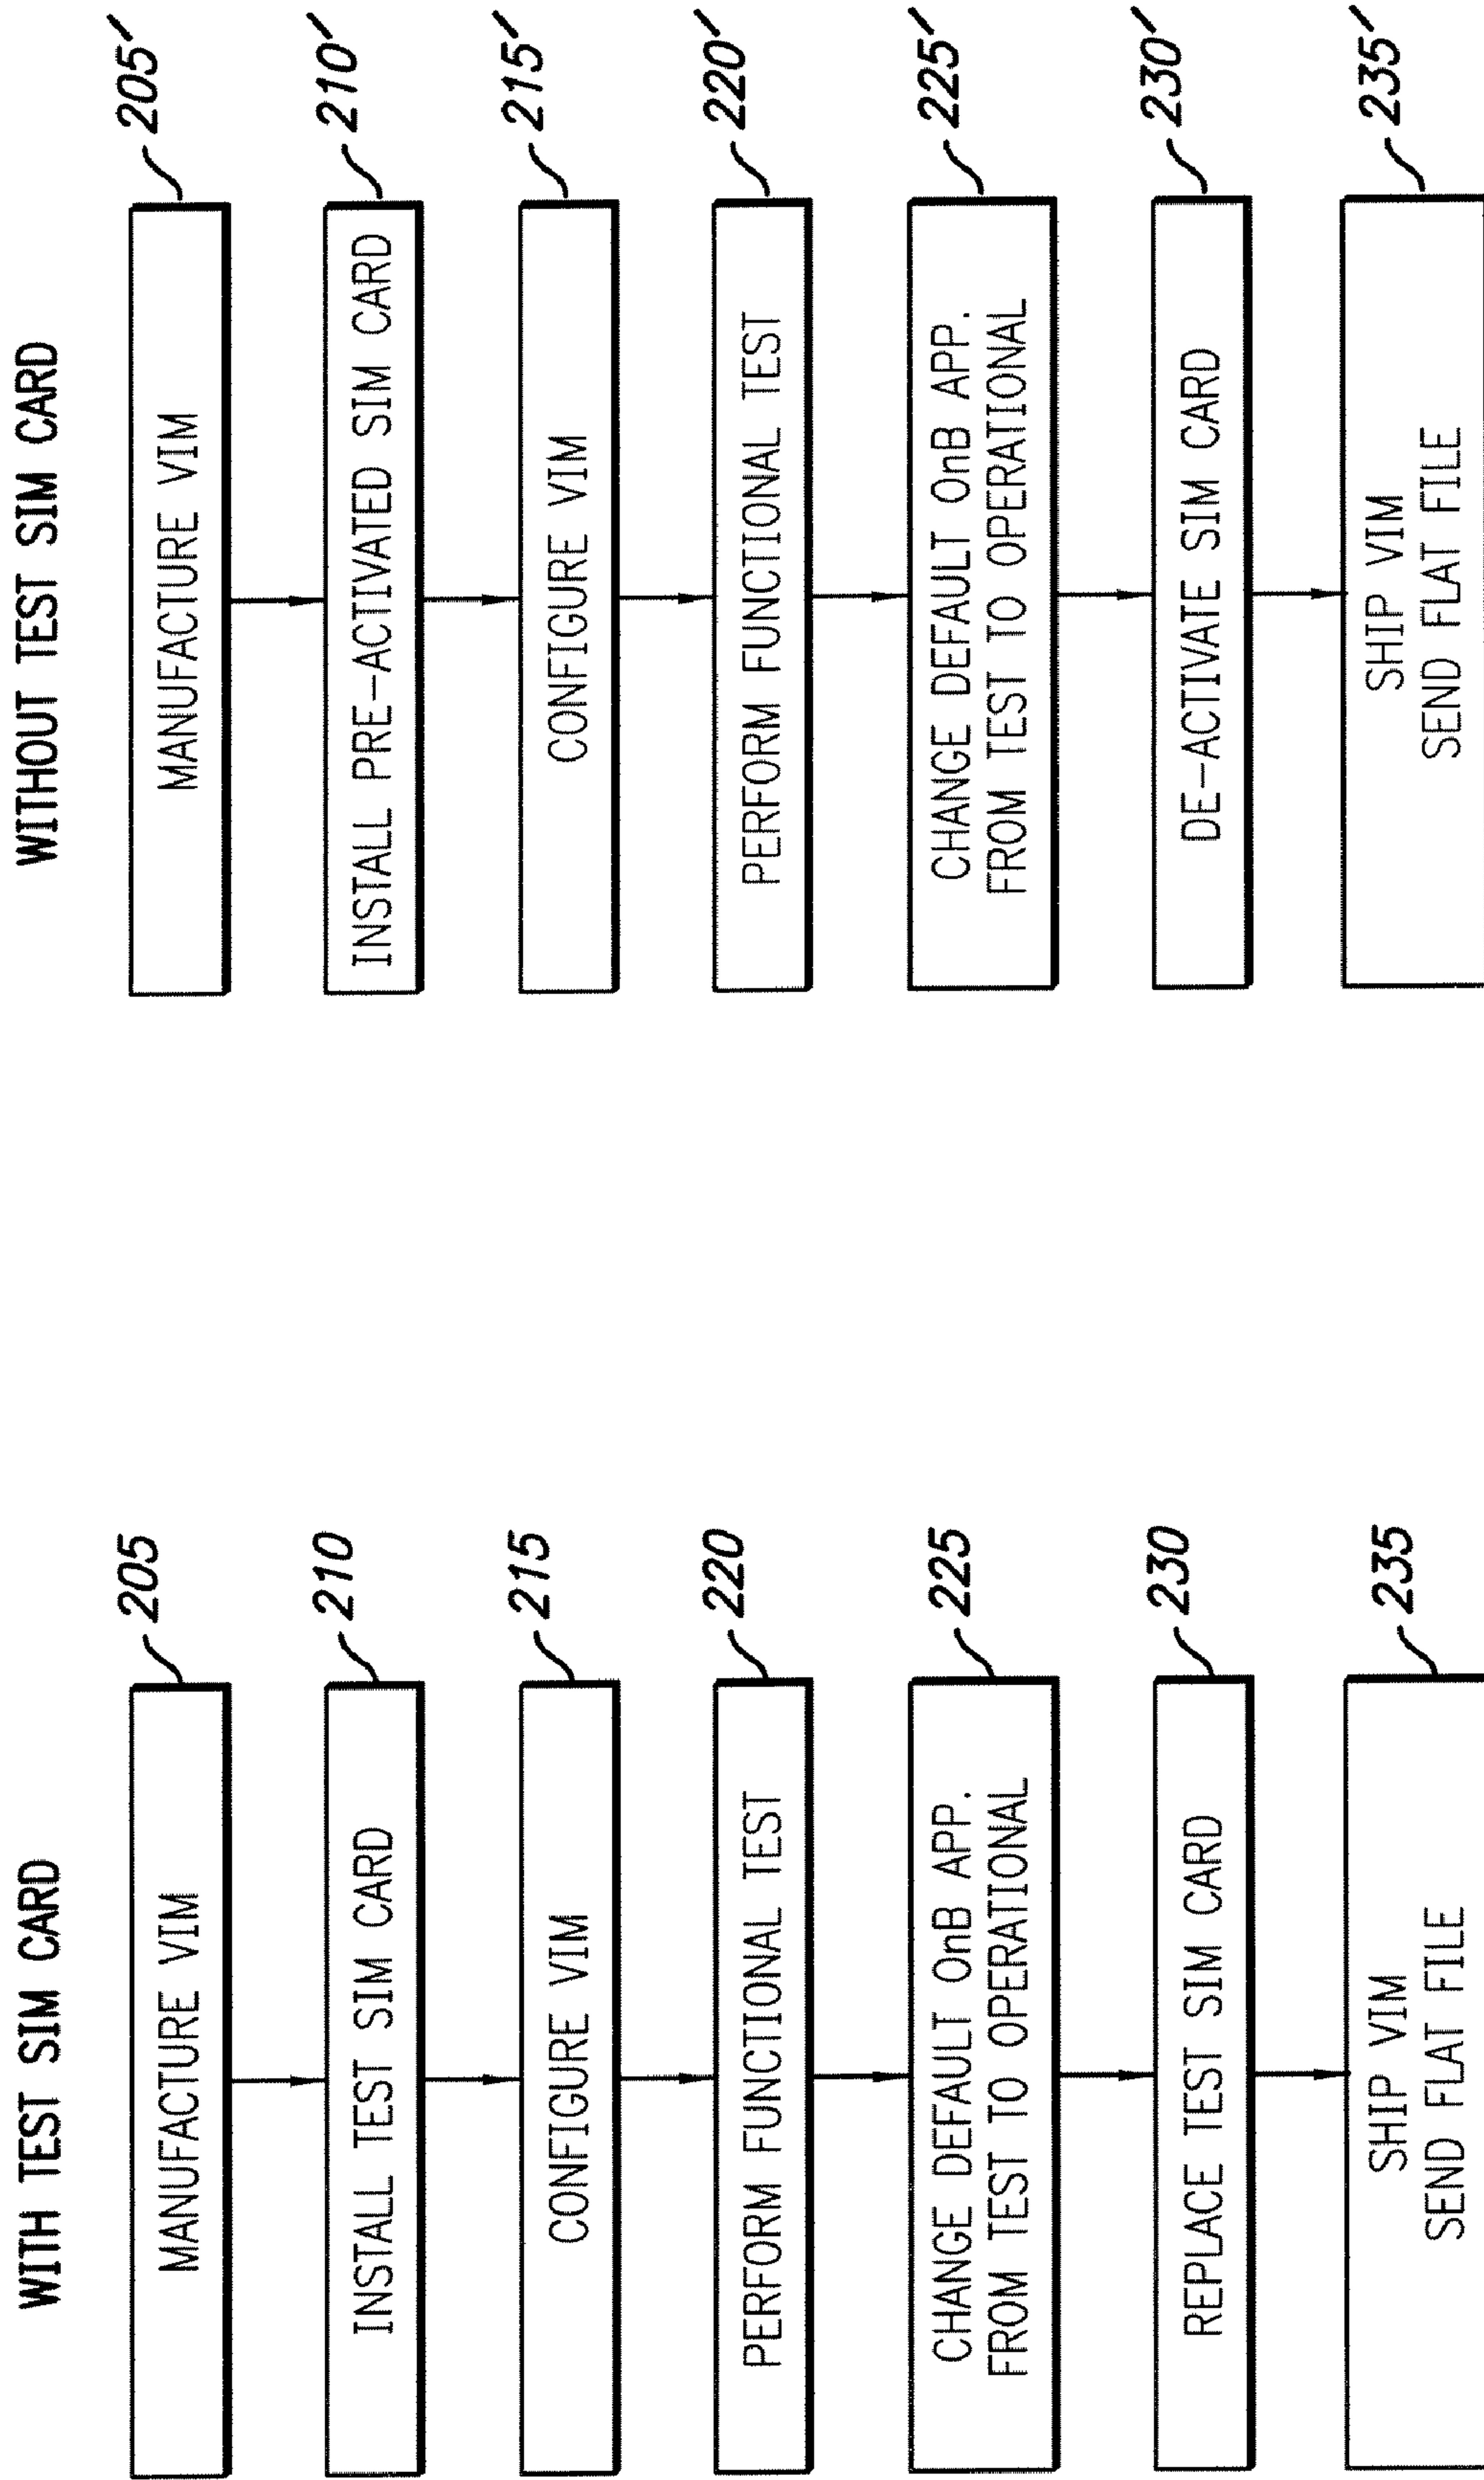 WITH TEST SIM CARD
MANUFACTURE VIM
205
INSTALL TEST SIM CARD
210
CONFIGURE VIM
215
PERFORM FUNCTIONAL TEST
220
CHANGE DEFAULT OnB APP.
FROM TEST TO OPERATIONAL
225
REPLACE TEST SIM CARD
230
SHIP VIM
SEND FLAT FILE
235
WITHOUT TEST SIM CARD
MANUFACTURE VIM
205'
INSTALL PRE-ACTIVATED SIM CARD
210'
CONFIGURE VIM
215'
PERFORM FUNCTIONAL TEST
220'
CHANGE DEFAULT OnB APP.
FROM TEST TO OPERATIONAL
225'
DE-ACTIVATE SIM CARD
230'
SHIP VIM
SEND FLAT FILE
235'